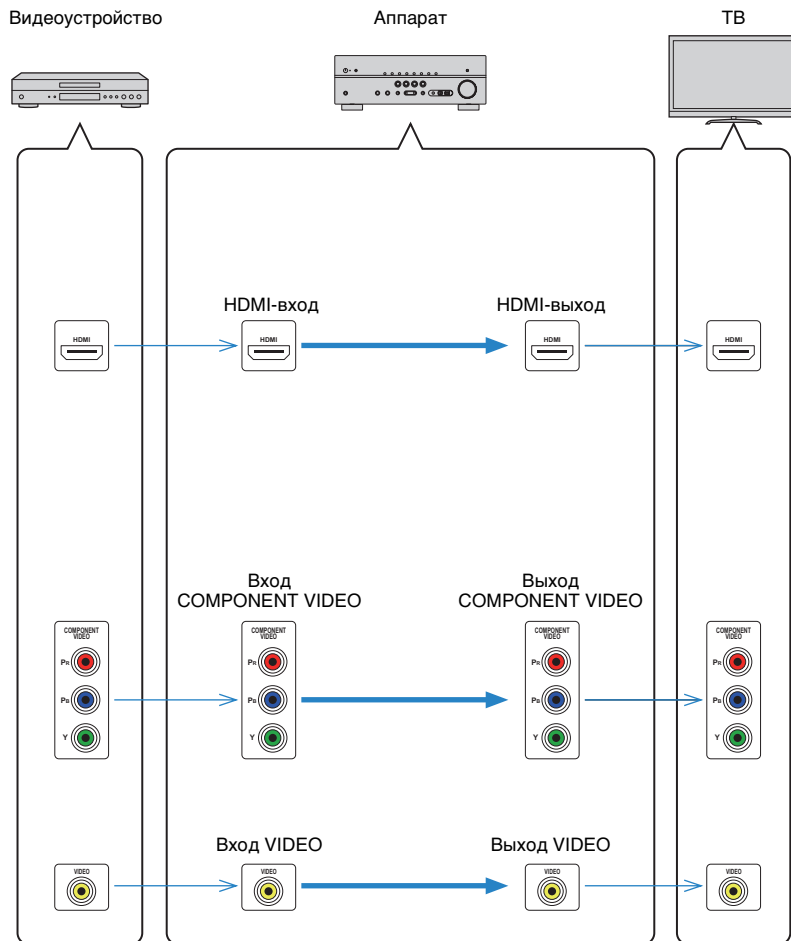 Видеоустройство
Аппарат
ТВ
HDMI-вход
HDMI-выход
HDMI
HDMI
HDMI
HDMI
Вход
COMPONENT VIDEO
Выход
COMPONENT VIDEO
COMPONENT
VIDEO
PR
PB
Y
COMPONENT
VIDEO
PR
PB
Y
COMPONENT
VIDEO
PR
PB
Y
COMPONENT
VIDEO
PR
PB
Y
Вход VIDEO
Выход VIDEO
VIDEO
VIDEO
VIDEO
VIDEO